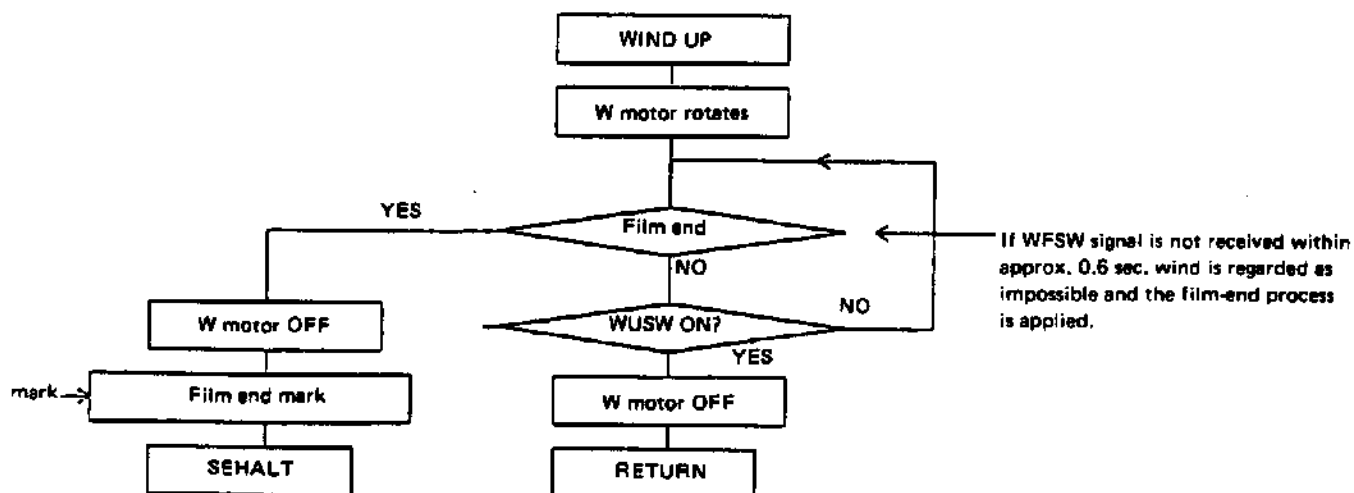 WIND UP
W motor rotates
YES
Film end
If WFSW signal is not received within
approx. 0.6 sec. wind is regarded as
impossible and the film-end process
is applied.
NO
W motor OFF
WUSW ON?
NO
YES
mark
Film end mark
W motor OFF
SEHALT
RETURN